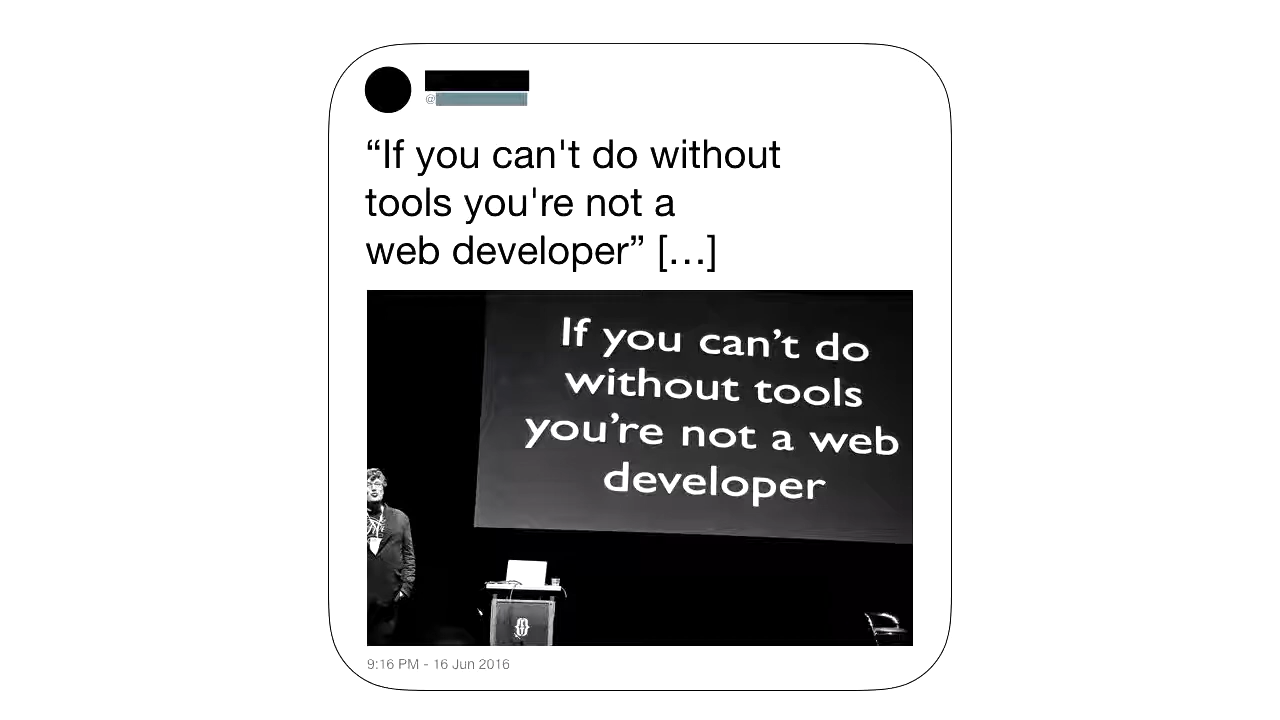 @
“If you can't do without
tools you're not a
web developer” […]
If you can’t do
without tools
you’re not a web
developer
9:16 PM - 16 Jun 2016